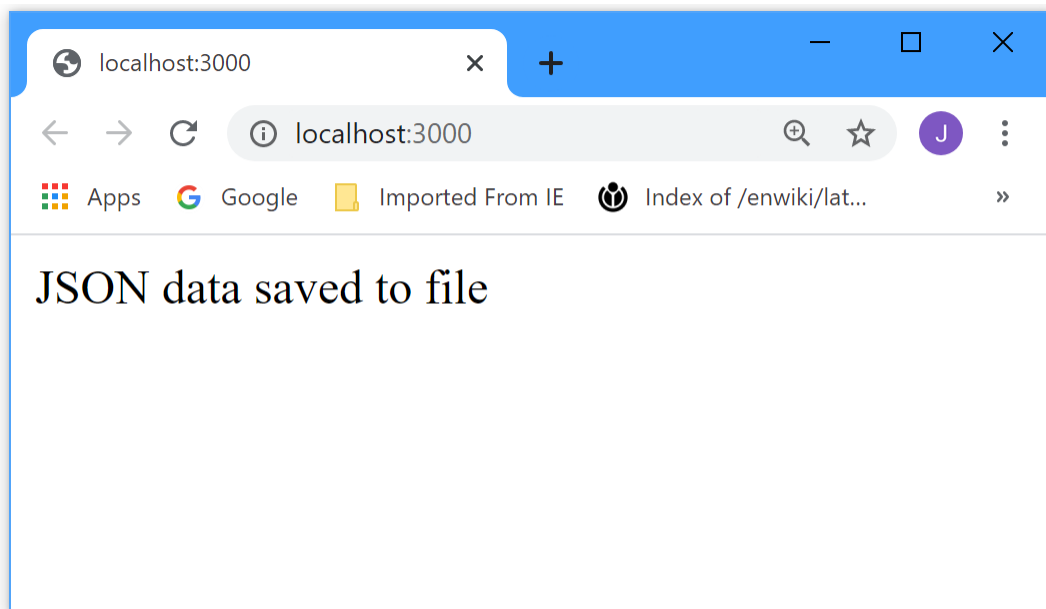 localhost:3000
localhost:3000
J
Apps Google Imported From IE Index of /enwiki/lat... »
JSON data saved to file